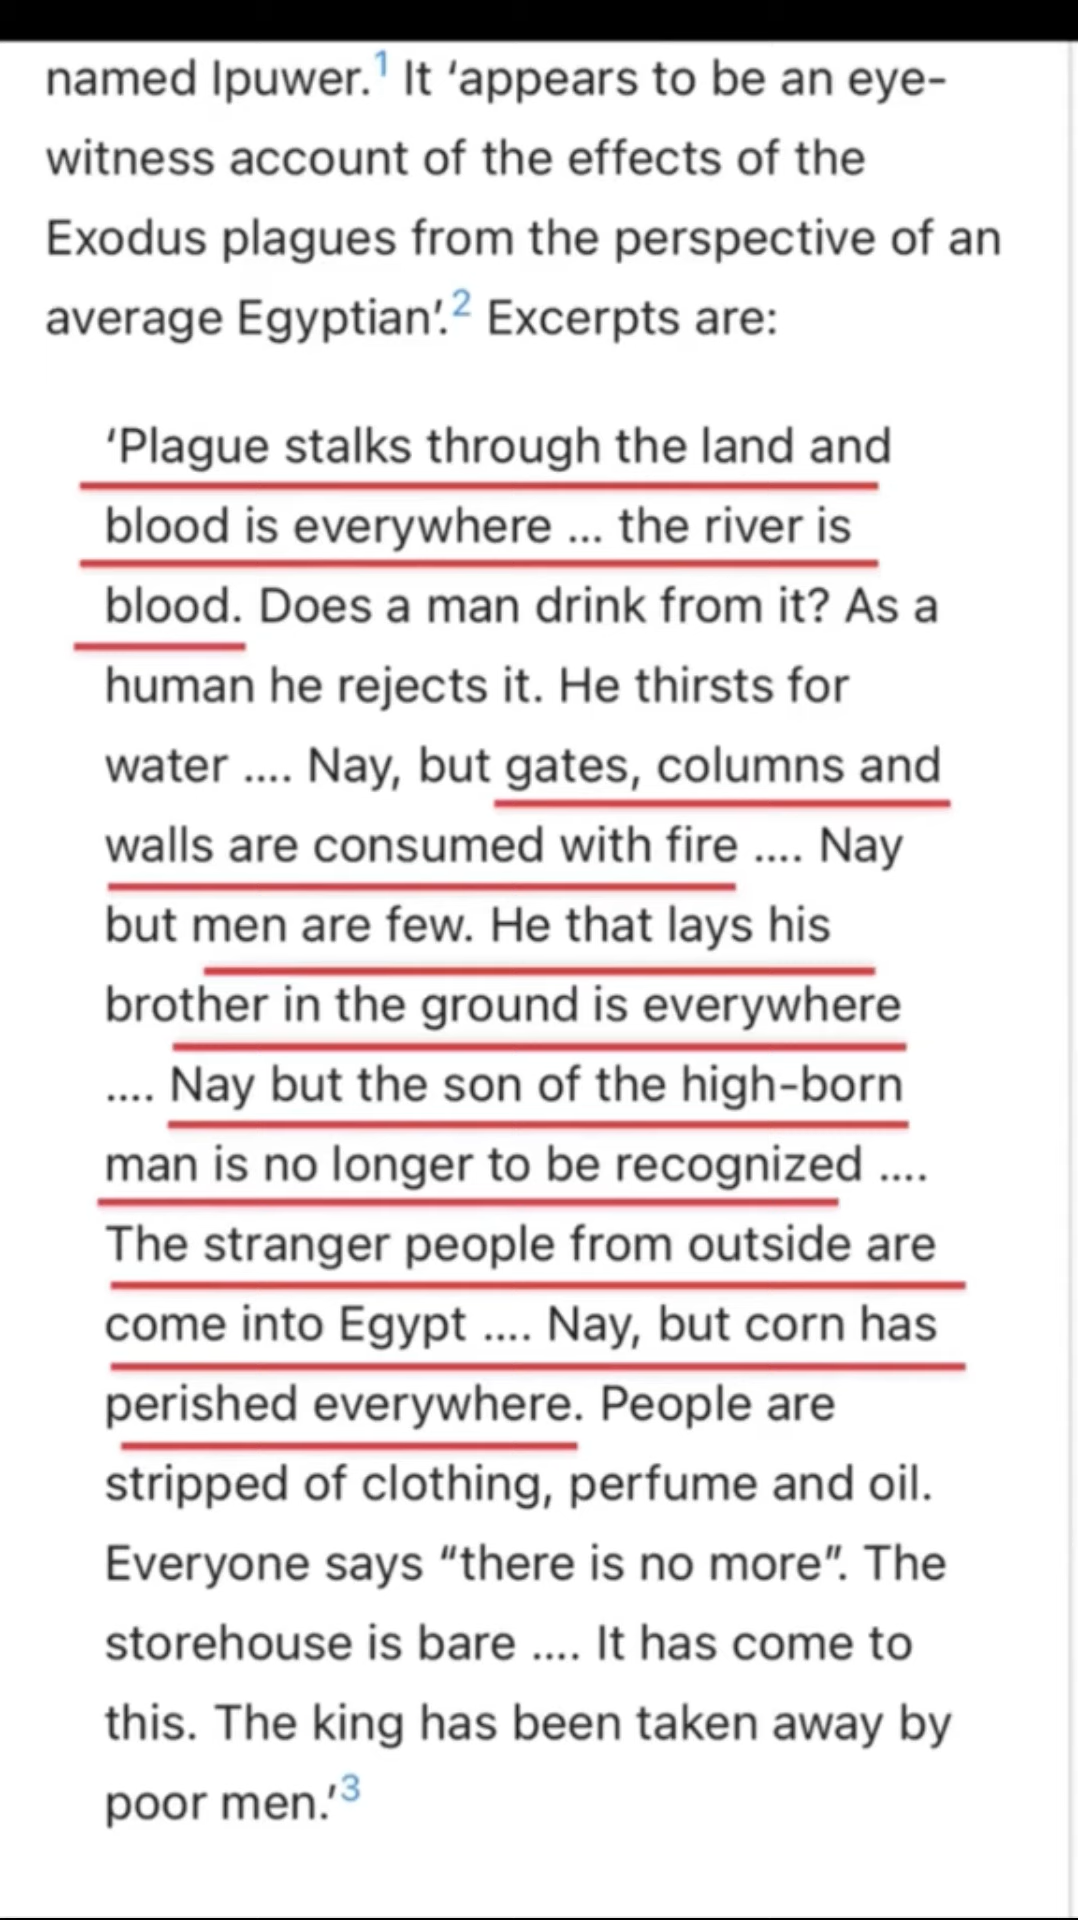 named Ipuwer.1 It ‘appears to be an eye-
witness account of the effects of the
Exodus plagues from the perspective of an
average Egyptian’.2 Excerpts are:
‘Plague stalks through the land and
blood is everywhere ... the river is
blood. Does a man drink from it? As a
human he rejects it. He thirsts for
water .... Nay, but gates, columns and
walls are consumed with fire .... Nay
but men are few. He that lays his
brother in the ground is everywhere
.... Nay but the son of the high-born
man is no longer to be recognized ....
The stranger people from outside are
come into Egypt .... Nay, but corn has
perished everywhere. People are
stripped of clothing, perfume and oil.
Everyone says “there is no more”. The
storehouse is bare .... It has come to
this. The king has been taken away by
poor men.’3